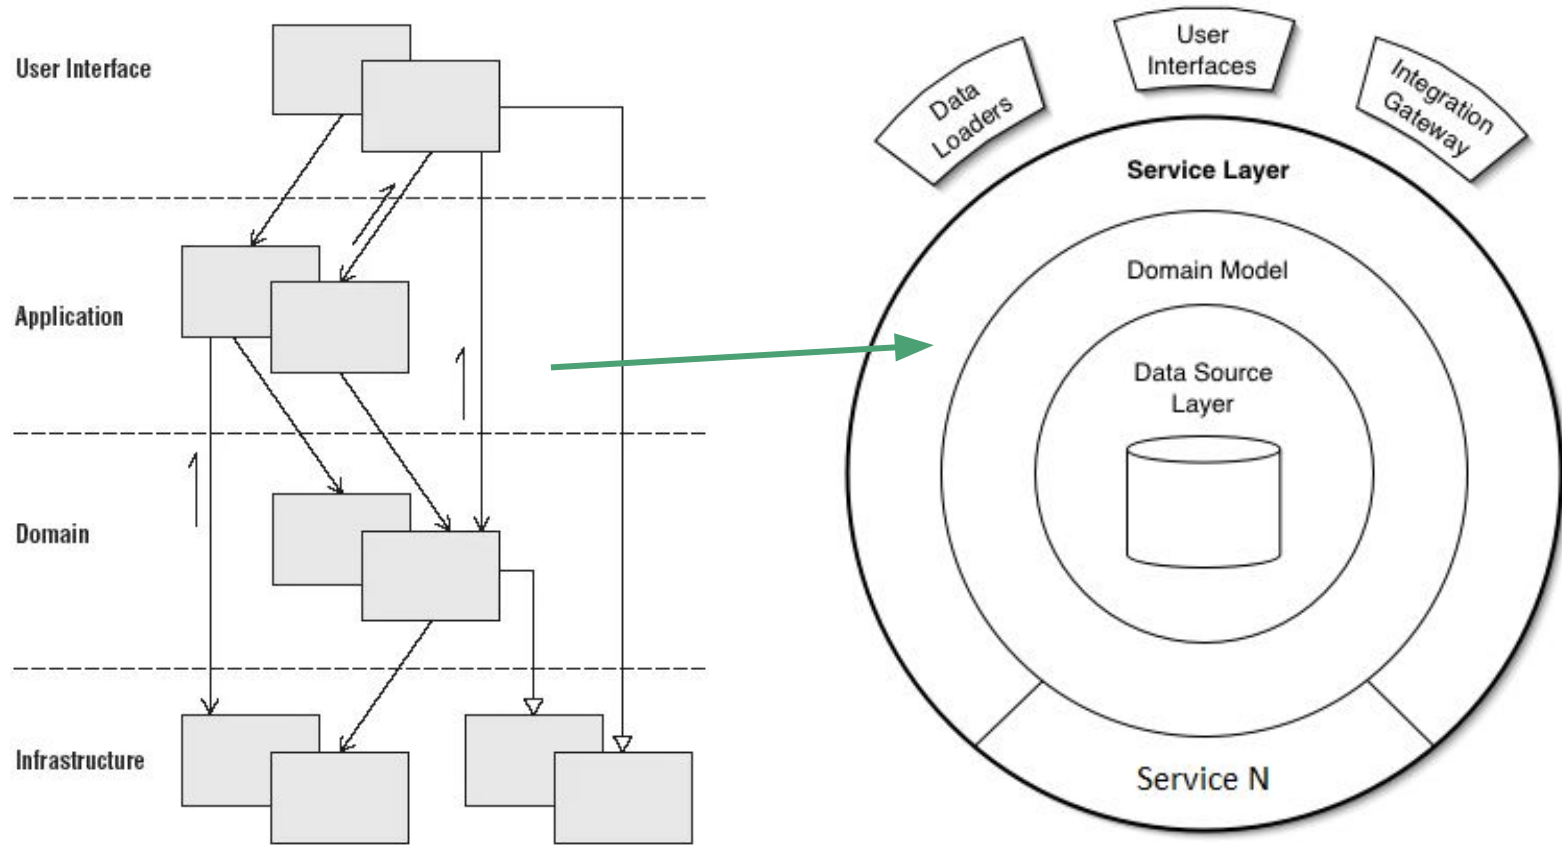 User Interface
Application
Domain
Infrastructure
Data
Loaders
User
Interfaces
Integration
Gateway
Service Layer
Domain Model
Data Source
Layer
Service N